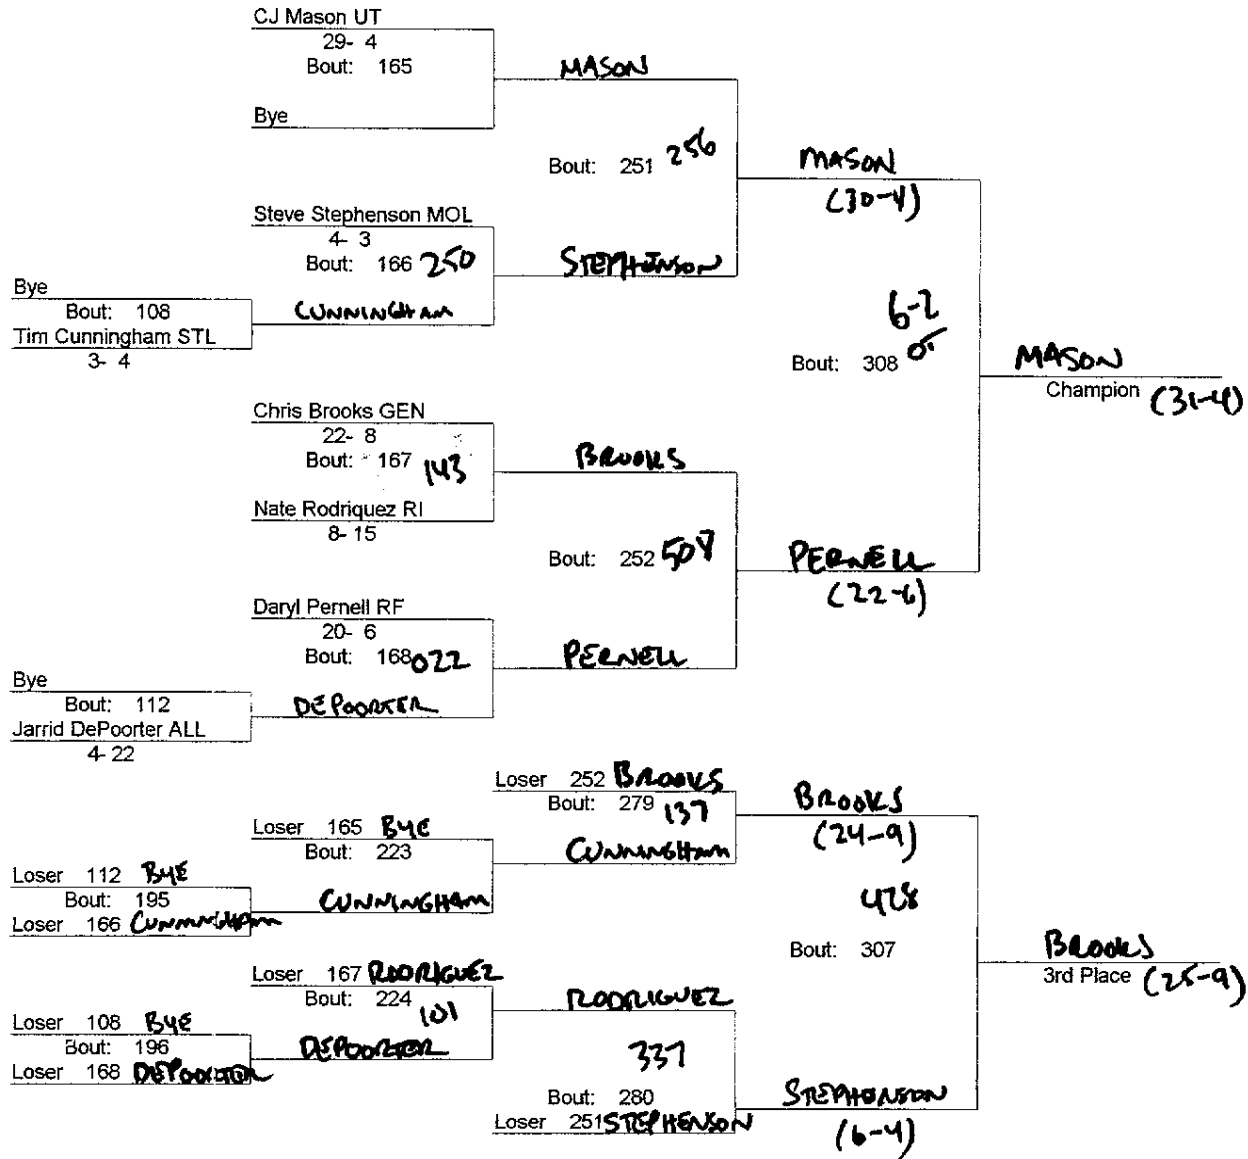 CJ Mason UT
29- 4
Bout: 165
MASON
Bye
Bout: 251 256
MASON
(30-4)
Steve Stephenson MOL
4- 3
Bout: 166 250
STEPHENSON
Bye
Bout: 108
CUNNINGHAM
Tim Cunningham STL
3- 4
6-2
Bout: 308
MASON
Champion (31-4)
Chris Brooks GEN
22- 8
Bout: 167 143
BROOKS
Nate Rodriquez RI
8- 15
Bout: 252 508
PERNELL
(22-6)
Daryl Pernell RF
20- 6
Bout: 168 022
PERNELL
Bye
Bout: 112
DEPOORTER
Jarrid DePoorter ALL
4- 22
Loser 252 BROOKS
Bout: 279 137
BROOKS
(24-9)
Loser 165 BYE
Bout: 223
CUNNINGHAM
Loser 112 BYE
Bout: 195
CUNNINGHAM
Loser 166 CUNNINGHAM
428
Bout: 307
BROOKS
3rd Place (25-9)
Loser 167 RODRIGUEZ
Bout: 224 101
RODRIGUEZ
Loser 108 BYE
Bout: 196
DEPOORTER
Loser 168 DEPOORTER
337
Bout: 280
STEPHENSON
(6-4)
Loser 251 STEPHENSON